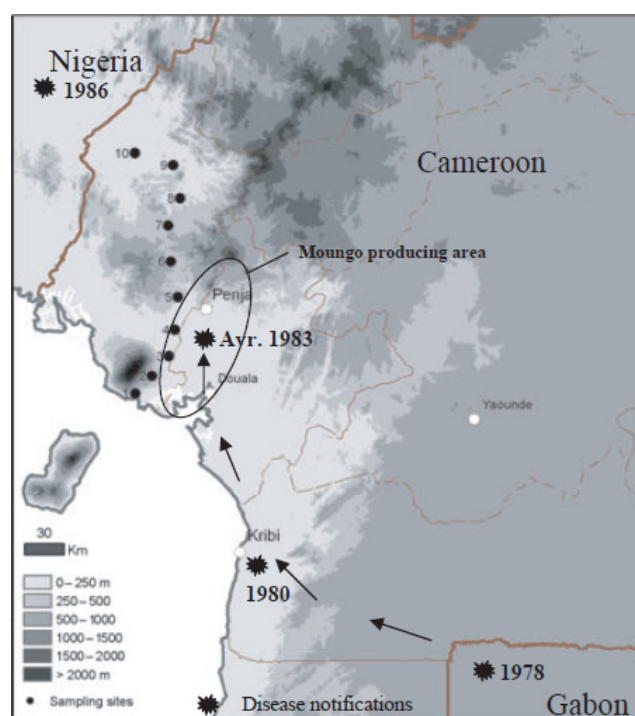 Nigeria
1986
Cameroon
10
9
8
7
6
5
4
3
2
1
Moungo producing area
Penja
Avr. 1983
Douala
Yaounde
30
Km
Kribi
1980
0–250 m
250–500
500–1000
1000–1500
1500–2000
> 2000 m
Sampling sites
Disease notifications
1978
Gabon